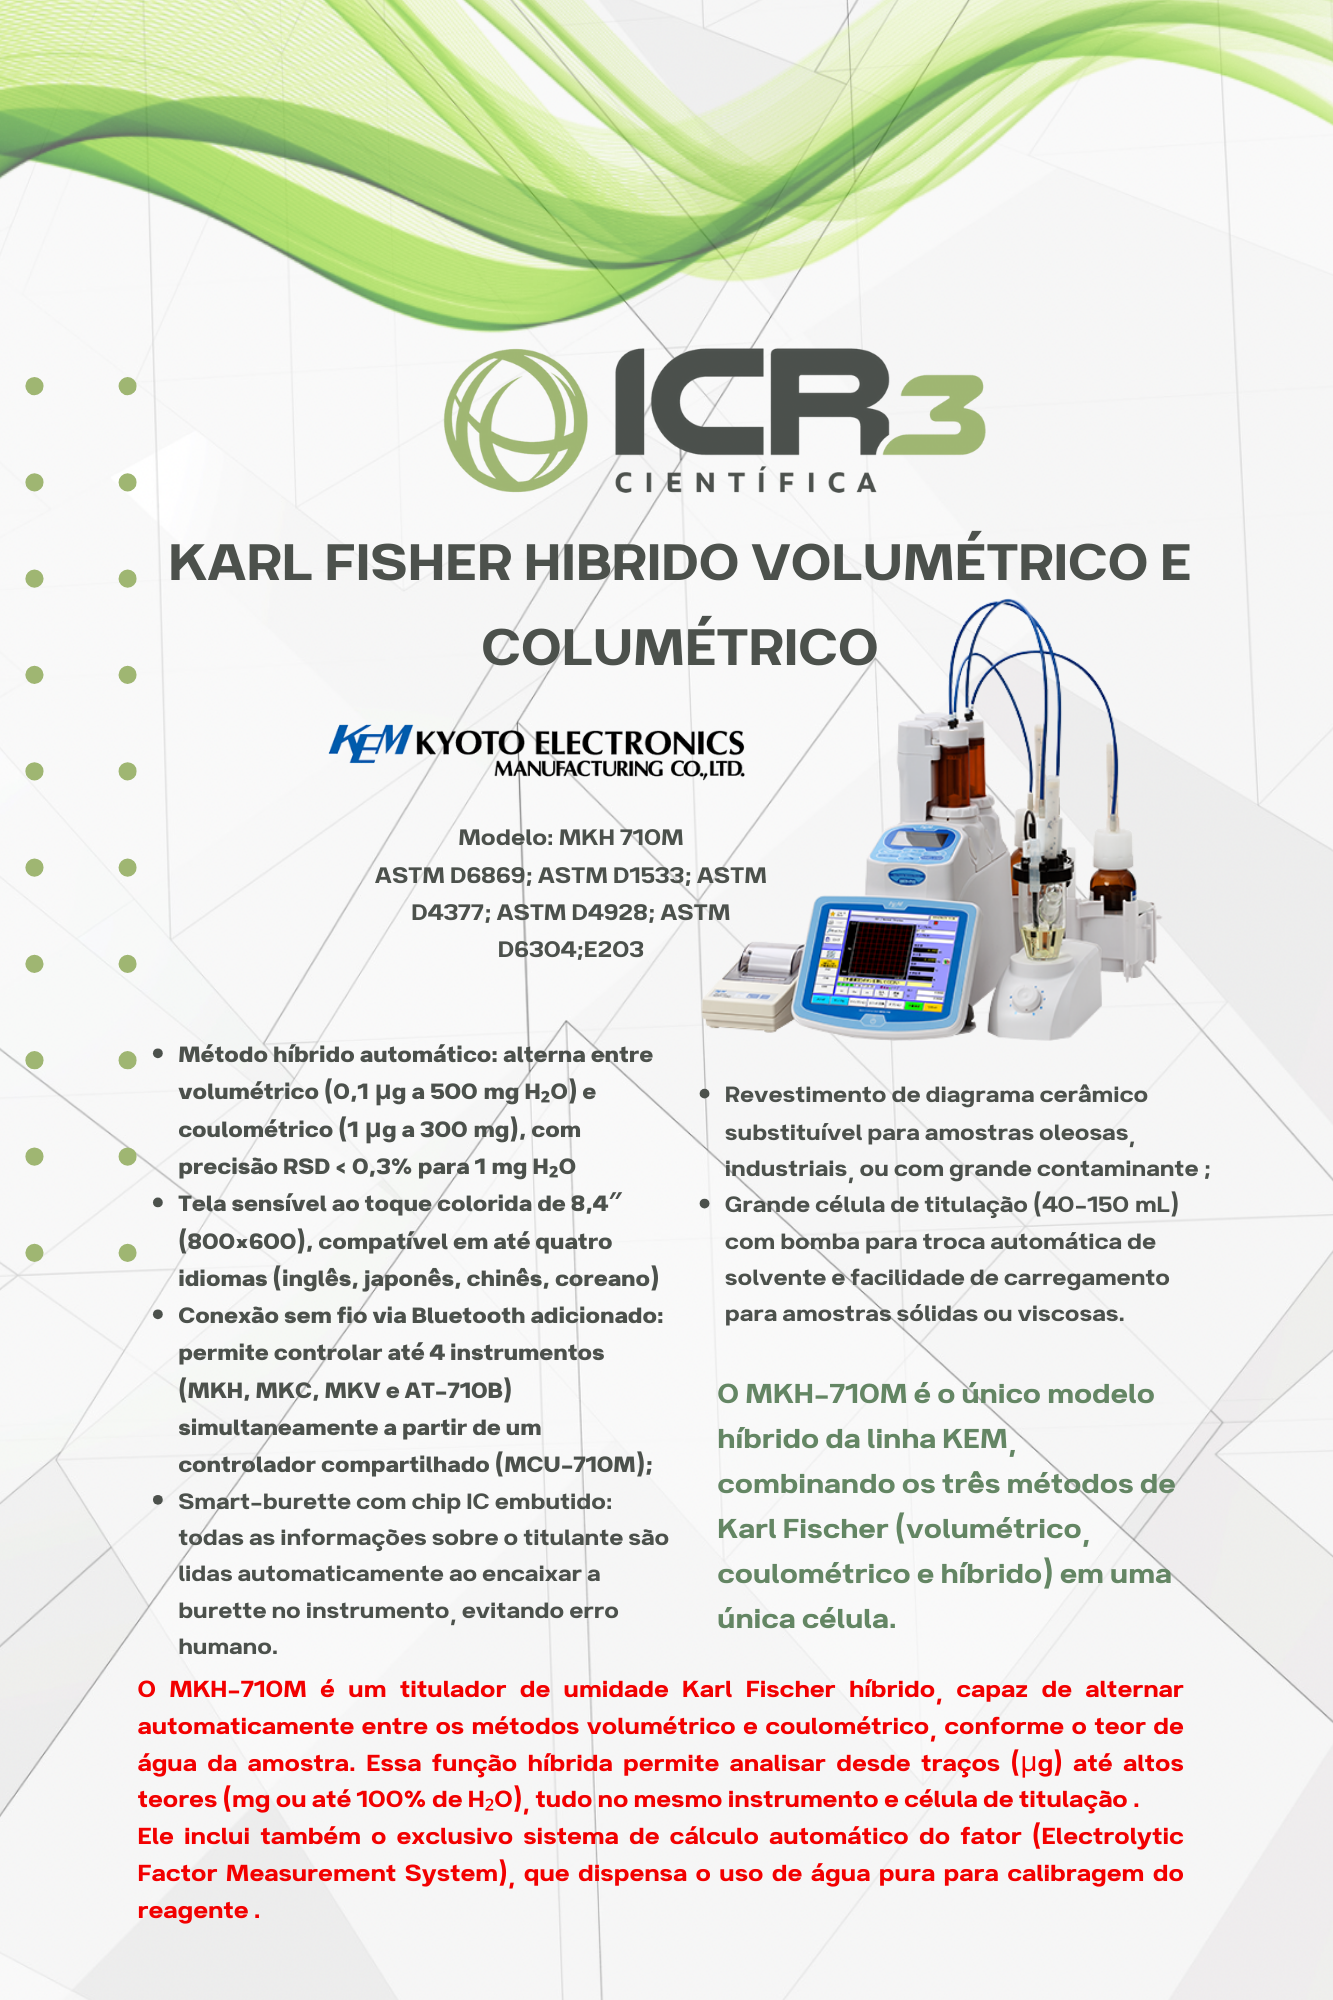 ICR3
CIENTÍFICA
KARL FISHER HIBRIDO VOLUMÉTRICO E
COLUMÉTRICO
KEM KYOTO ELECTRONICS
MANUFACTURING CO.,LTD.
Modelo: MKH 710M
ASTM D6869; ASTM D1533; ASTM
D4377; ASTM D4928; ASTM
D6304;E203
• Método híbrido automático: alterna entre
volumétrico (0,1 µg a 500 mg H₂O) e
coulométrico (1 µg a 300 mg), com
precisão RSD < 0,3% para 1 mg H₂O
• Tela sensível ao toque colorida de 8,4″
(800×600), compatível em até quatro
idiomas (inglês, japonês, chinês, coreano)
• Conexão sem fio via Bluetooth adicionado:
permite controlar até 4 instrumentos
(MKH, MKC, MKV e AT-710B)
simultaneamente a partir de um
controlador compartilhado (MCU-710M);
• Smart-burette com chip IC embutido:
todas as informações sobre o titulante são
lidas automaticamente ao encaixar a
burette no instrumento, evitando erro
humano.
• Revestimento de diagrama cerâmico
substituível para amostras oleosas,
industriais, ou com grande contaminante ;
• Grande célula de titulação (40-150 mL)
com bomba para troca automática de
solvente e facilidade de carregamento
para amostras sólidas ou viscosas.
O MKH-710M é o único modelo
híbrido da linha KEM,
combinando os três métodos de
Karl Fischer (volumétrico,
coulométrico e híbrido) em uma
única célula.
O MKH-710M é um titulador de umidade Karl Fischer híbrido, capaz de alternar
automaticamente entre os métodos volumétrico e coulométrico, conforme o teor de
água da amostra. Essa função híbrida permite analisar desde traços (µg) até altos
teores (mg ou até 100% de H₂O), tudo no mesmo instrumento e célula de titulação .
Ele inclui também o exclusivo sistema de cálculo automático do fator (Electrolytic
Factor Measurement System), que dispensa o uso de água pura para calibragem do
reagente .